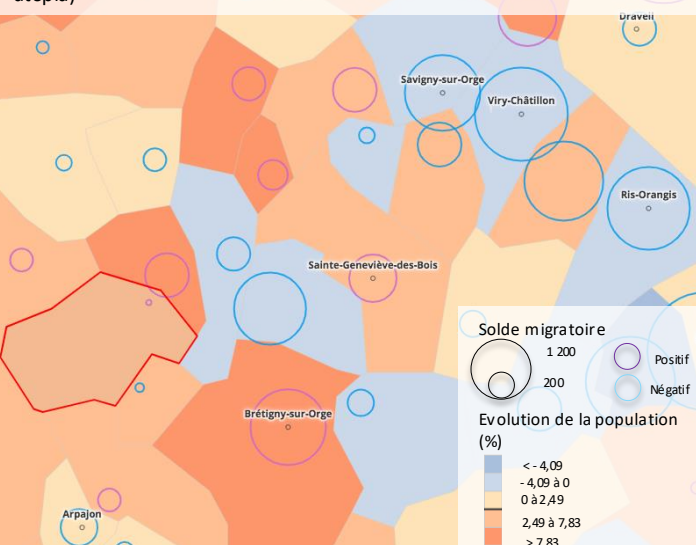 utopia)
Draveil
Savigny-sur-Orge
Viry-Châtillon
Ris-Orangis
Sainte-Geneviève-des-Bois
Solde migratoire
1 200
Positif
200
Négatif
Brétigny-sur-Orge
Evolution de la population
(%)
< - 4,09
- 4,09 à 0
0 à 2,49
Arpajon
2,49 à 7,83
> 7,83